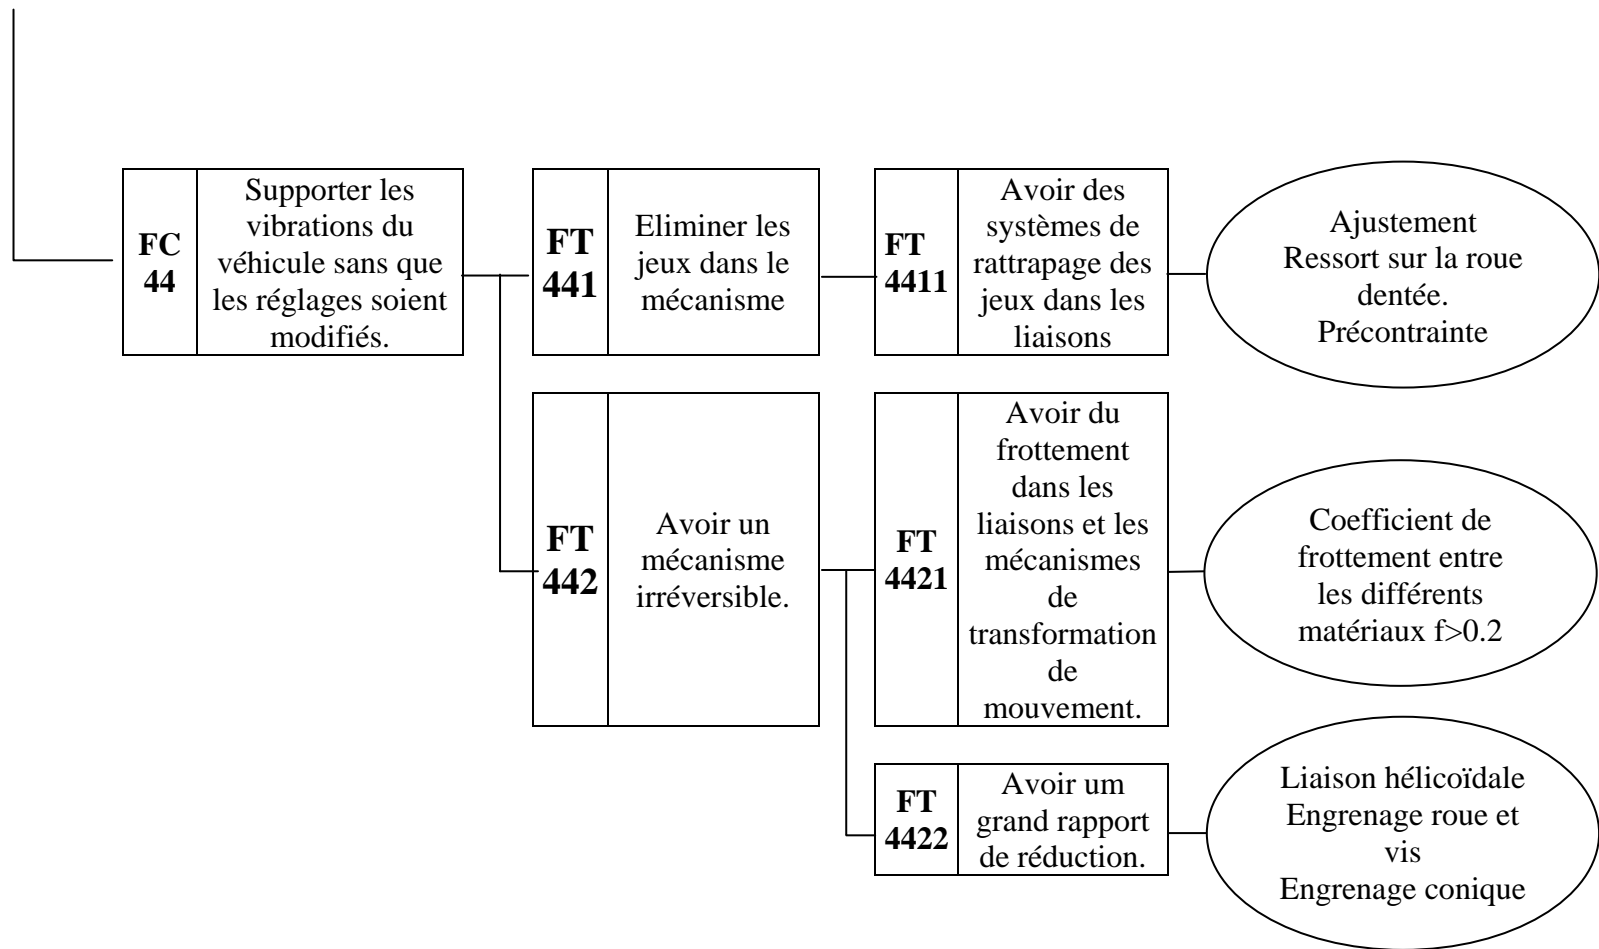 FC
44
Supporter les
vibrations du
véhicule sans que
les réglages soient
modifiés.
FT
441
Eliminer les
jeux dans le
mécanisme
FT
4411
Avoir des
systèmes de
rattrapage des
jeux dans les
liaisons
Ajustement
Ressort sur la roue
dentée.
Précontrainte
FT
442
Avoir un
mécanisme
irréversible.
FT
4421
Avoir du
frottement
dans les
liaisons et les
mécanismes
de
transformation
de
mouvement.
Coefficient de
frottement entre
les différents
matériaux f>0.2
FT
4422
Avoir um
grand rapport
de réduction.
Liaison hélicoïdale
Engrenage roue et
vis
Engrenage conique